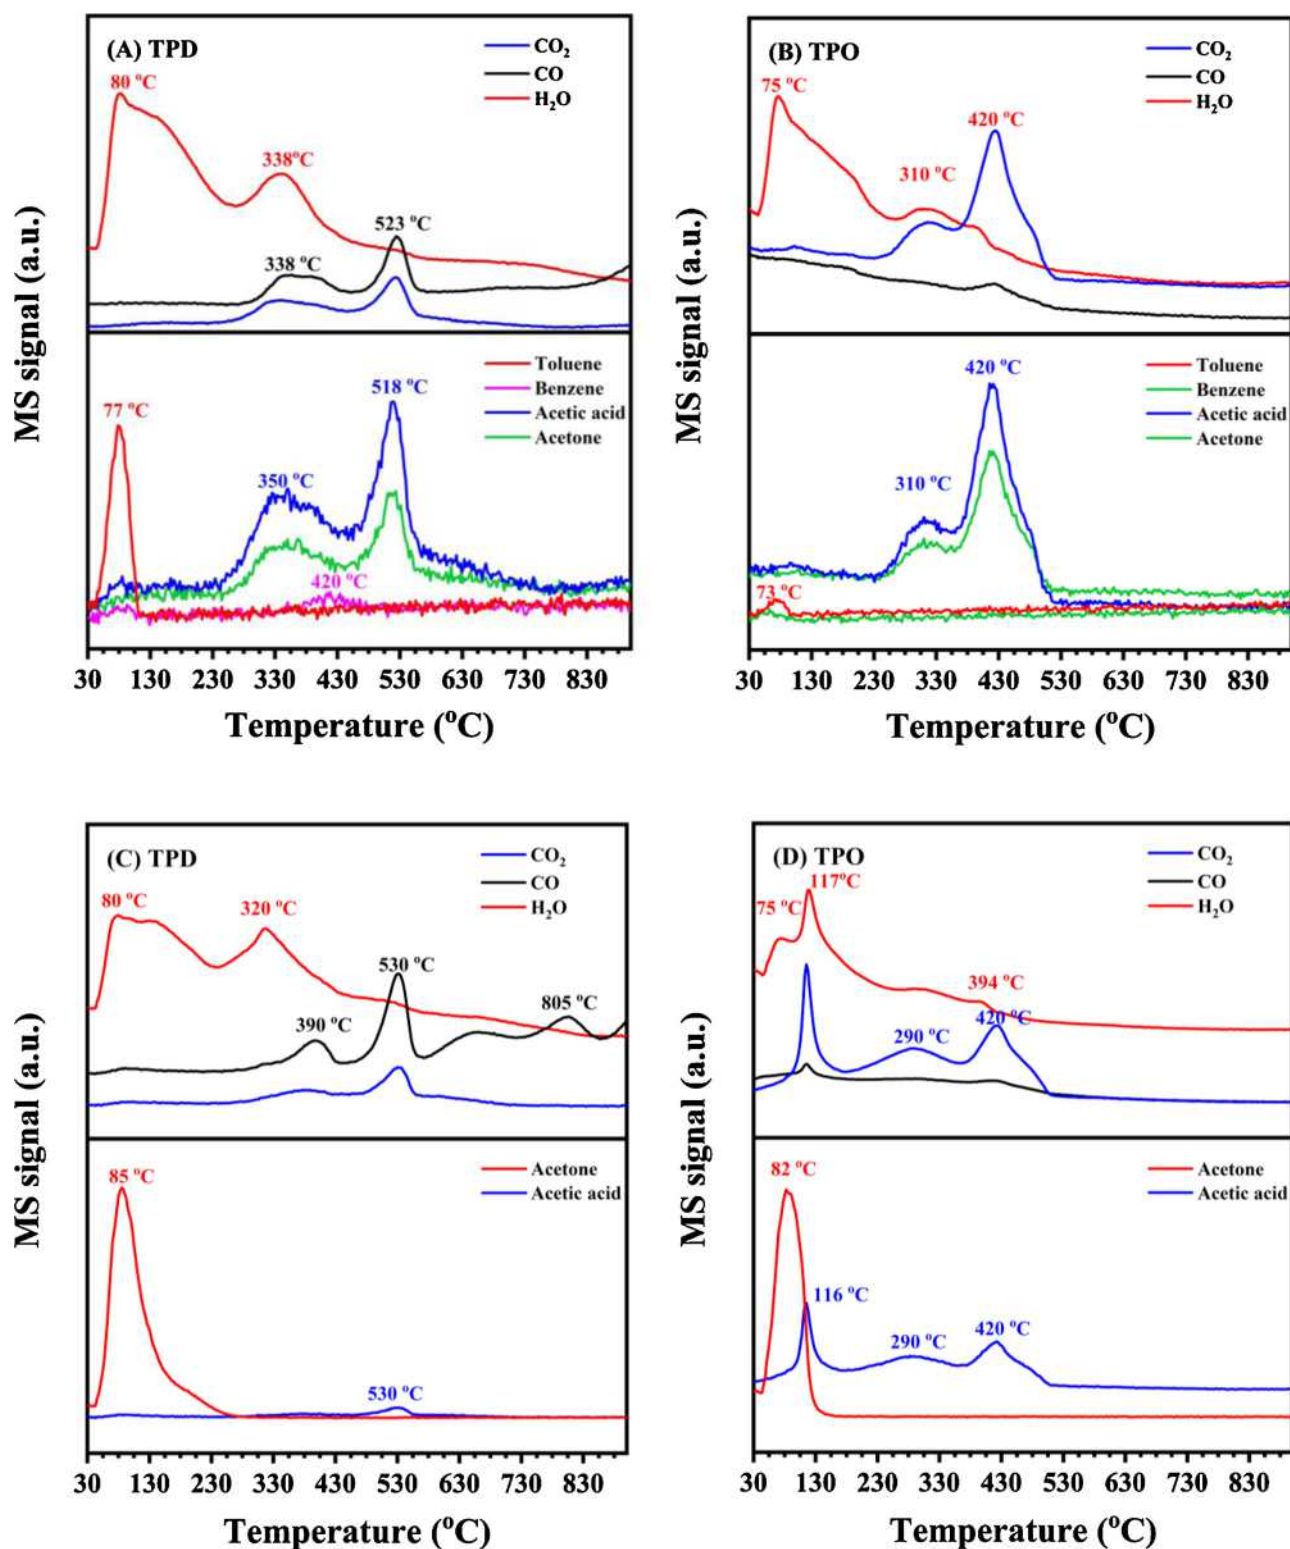 (A) TPD
CO₂
CO
H₂O
80 °C
338°C
523 °C
338 °C
MS signal (a.u.)
Toluene
Benzene
Acetic acid
Acetone
77 °C
518 °C
350 °C
420 °C
30 130 230 330 430 530 630 730 830
Temperature (°C)
(B) TPO
CO₂
CO
H₂O
75 °C
420 °C
310 °C
MS signal (a.u.)
Toluene
Benzene
Acetic acid
Acetone
420 °C
310 °C
73 °C
30 130 230 330 430 530 630 730 830
Temperature (°C)
(C) TPD
CO₂
CO
H₂O
80 °C
320 °C
530 °C
805 °C
390 °C
MS signal (a.u.)
Acetone
Acetic acid
85 °C
530 °C
30 130 230 330 430 530 630 730 830
Temperature (°C)
(D) TPO
CO₂
CO
H₂O
117°C
75 °C
394 °C
420°C
290 °C
MS signal (a.u.)
Acetone
Acetic acid
82 °C
116 °C
290 °C
420 °C
30 130 230 330 430 530 630 730 830
Temperature (°C)